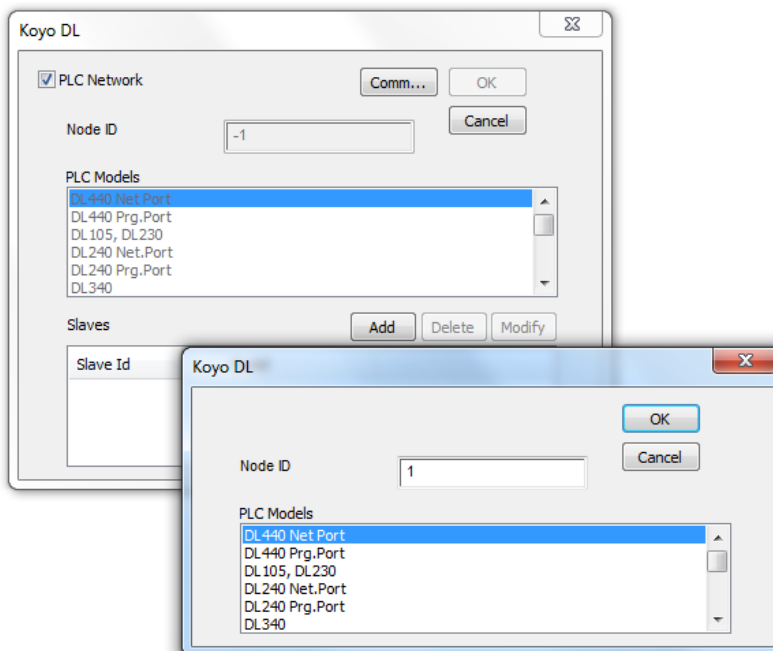 Koyo DL
PLC Network
Comm...
OK
Node ID
-1
Cancel
PLC Models
DL440 Net Port
DL440 Prg.Port
DL105, DL230
DL240 Net.Port
DL240 Prg.Port
DL340
Slaves
Add
Delete
Modify
Slave Id
Koyo DL
OK
Node ID
1
Cancel
PLC Models
DL440 Net Port
DL440 Prg.Port
DL105, DL230
DL240 Net.Port
DL240 Prg.Port
DL340